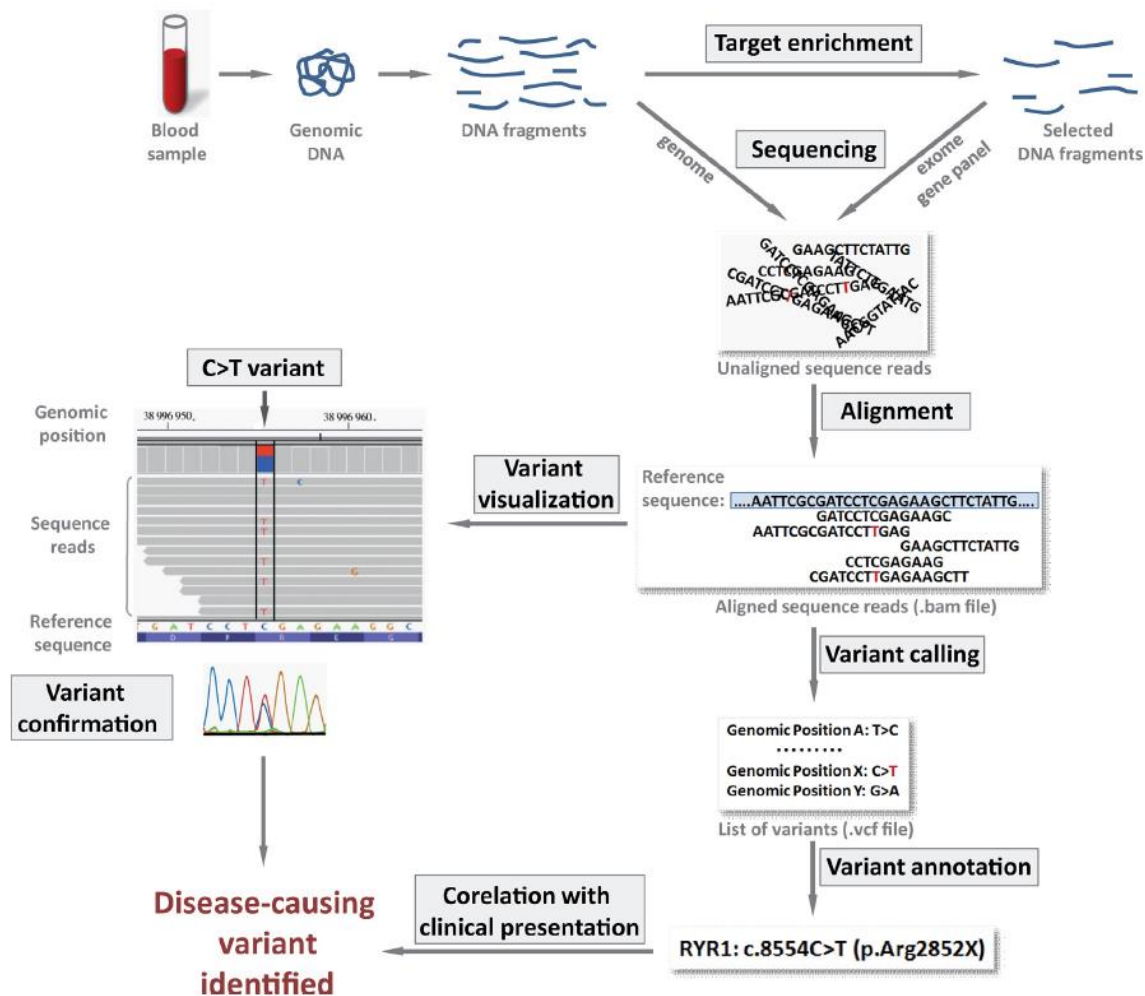 Target enrichment
Blood
sample
Genomic
DNA
DNA fragments
Selected
DNA fragments
genome
Sequencing
exome
gene panel
GAAGCTTCTATTG
CCTCGAGAAG
Unaligned sequence reads
Alignment
C>T variant
Genomic
position
38 996 950.
38 996 960.
Sequence
reads
T
C
T
T
T
G
T
T
Reference
sequence
G A T C C T C G A G A A G G C
Variant
visualization
Reference
sequence:
....AATTCGCGATCCTCGAGAAGCTTCTATTG....
GATCCTCGAGAAGC
AATTCGCGATCCTTGAG
GAAGCTTCTATTG
CCTCGAGAAG
CGATCCTTGAGAAGCTT
Aligned sequence reads (.bam file)
Variant calling
Variant
confirmation
Genomic Position A: T>C
.........
Genomic Position X: C>T
Genomic Position Y: G>A
List of variants (.vcf file)
Variant annotation
RYR1: c.8554C>T (p.Arg2852X)
Corelation with
clinical presentation
Disease-causing
variant
identified